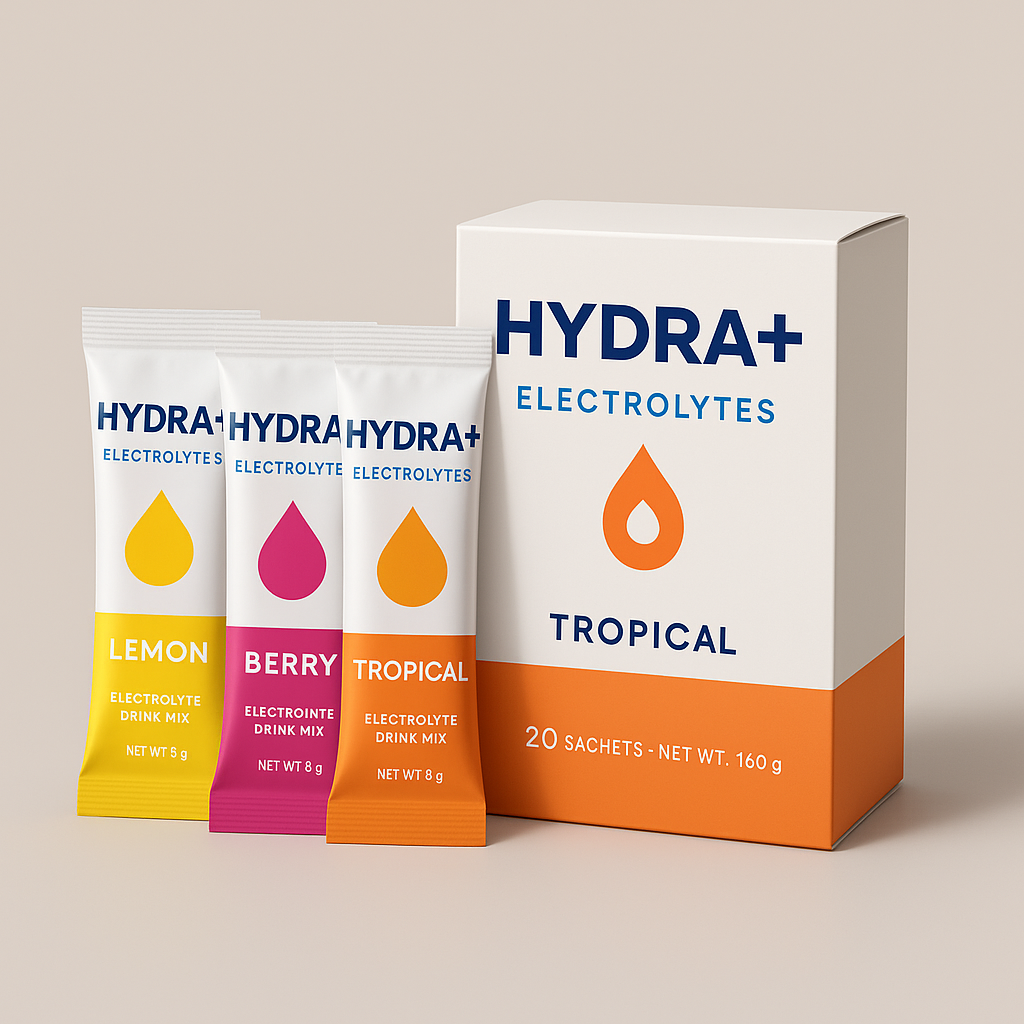 HYDRA+
ELECTROLYTES
LEMON
ELECTROLYTE
DRINK MIX
NET WT 5 g
HYDRA
ELECTROLYTE
BERRY
ELECTROINTE
DRINK MIX
NET WT 8 g
HYDRA+
ELECTROLYTES
TROPICAL
ELECTROLYTE
DRINK MIX
NET WT 8 g
HYDRA+
ELECTROLYTES
TROPICAL
20 SACHETS - NET WT. 160 g